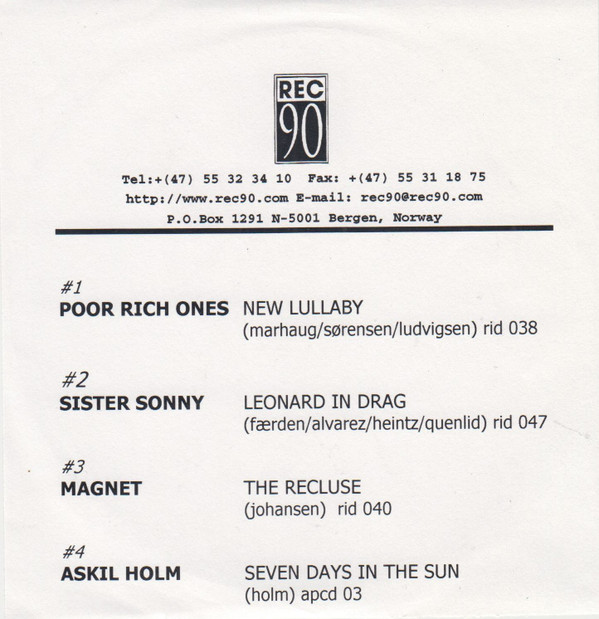 REC
90
Tel:+(47) 55 32 34 10 Fax: +(47) 55 31 18 75
http://www.rec90.com E-mail: rec90@rec90.com
P.O.Box 1291 N-5001 Bergen, Norway
#1
POOR RICH ONES NEW LULLABY
(marhaug/sørensen/ludvigsen) rid 038
#2
SISTER SONNY LEONARD IN DRAG
(færden/alvarez/heintz/quenlid) rid 047
#3
MAGNET THE RECLUSE
(johansen) rid 040
#4
ASKIL HOLM SEVEN DAYS IN THE SUN
(holm) apcd 03